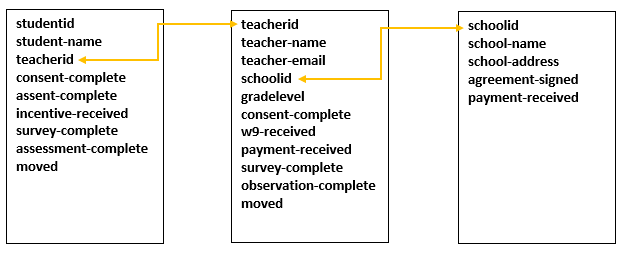 studentid
student-name
teacherid
consent-complete
assent-complete
incentive-received
survey-complete
assessment-complete
moved
teacherid
teacher-name
teacher-email
schoolid
gradelevel
consent-complete
w9-received
payment-received
survey-complete
observation-complete
moved
schoolid
school-name
school-address
agreement-signed
payment-received